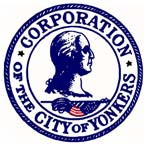 CORPORATION
OF THE CITY OF YONKERS